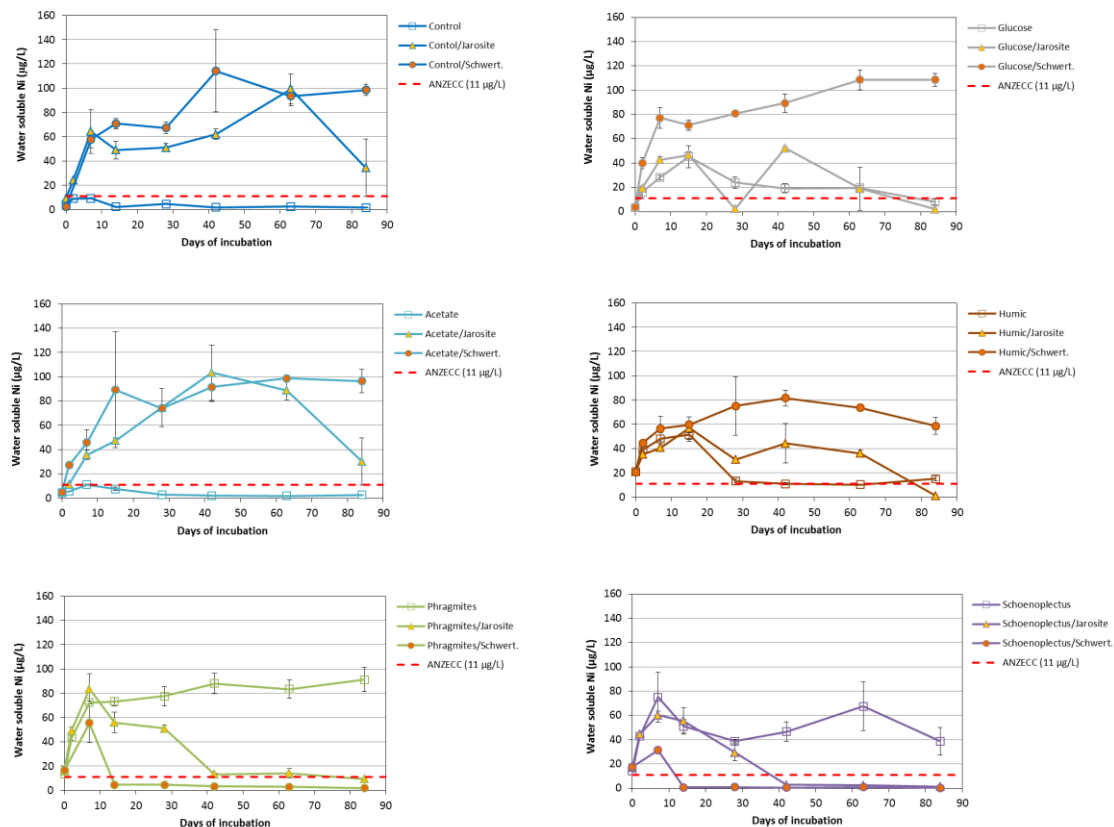 Water soluble Ni (µg/L)
160
140
120
100
80
60
40
20
0
0 10 20 30 40 50 60 70 80 90
Days of incubation
Control
Contol/Jarosite
Control/Schwert.
ANZECC (11 µg/L)
Water soluble Ni (µg/L)
160
140
120
100
80
60
40
20
0
0 10 20 30 40 50 60 70 80 90
Days of incubation
Glucose
Glucose/Jarosite
Glucose/Schwert.
ANZECC (11 µg/L)
Water soluble Ni (µg/L)
160
140
120
100
80
60
40
20
0
0 10 20 30 40 50 60 70 80 90
Days of incubation
Acetate
Acetate/Jarosite
Acetate/Schwert.
ANZECC (11 µg/L)
Water soluble Ni (µg/L)
160
140
120
100
80
60
40
20
0
0 10 20 30 40 50 60 70 80 90
Days of incubation
Humic
Humic/Jarosite
Humic/Schwert.
ANZECC (11 µg/L)
Water soluble Ni (µg/L)
160
140
120
100
80
60
40
20
0
0 10 20 30 40 50 60 70 80 90
Days of incubation
Phragmites
Phragmites/Jarosite
Phragmites/Schwert.
ANZECC (11 µg/L)
Water soluble Ni (µg/L)
160
140
120
100
80
60
40
20
0
0 10 20 30 40 50 60 70 80 90
Days of incubation
Schoenoplectus
Schoenoplectus/Jarosite
Schoenoplectus/Schwert.
ANZECC (11 µg/L)